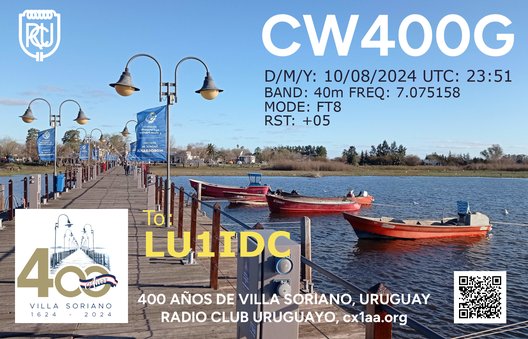 CW400G
D/M/Y: 10/08/2024 UTC: 23:51
BAND: 40m FREQ: 7.075158
MODE: FT8
RST: +05
To:
LU1IDC
400
VILLA SORIANO
1624 - 2024
400 AÑOS DE VILLA SORIANO, URUGUAY
RADIO CLUB URUGUAYO, cx1aa.org